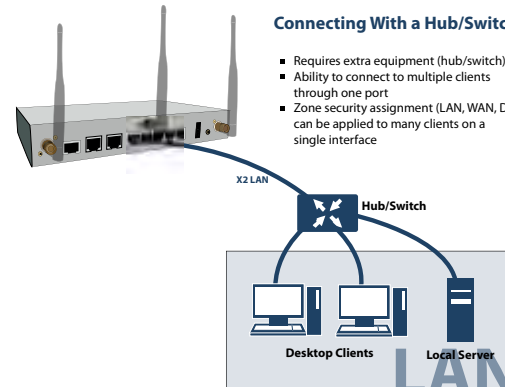 Connecting With a Hub/Switc
Requires extra equipment (hub/switch)
Ability to connect to multiple clients
through one port
Zone security assignment (LAN, WAN, D
can be applied to many clients on a
single interface
X2 LAN
Hub/Switch
Desktop Clients
Local Server
LAN